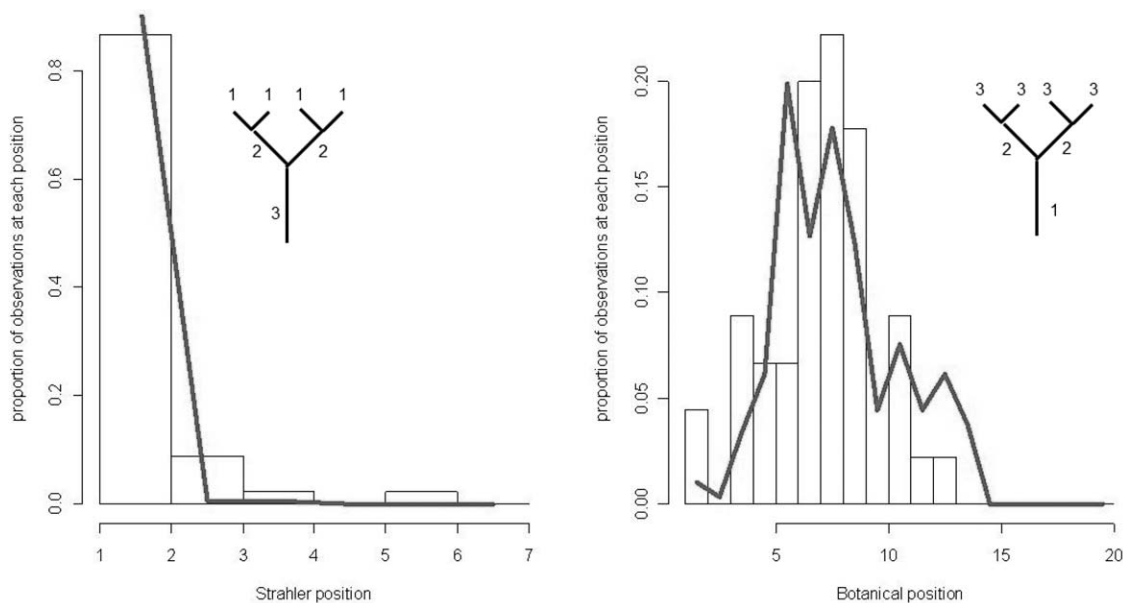 proportion of observations at each position
0.8
0.6
0.4
0.2
0.0
1 1 1 1
2 2
3
1 2 3 4 5 6 7
Strahler position
proportion of observations at each position
0.20
0.15
0.10
0.05
0.00
3 3 3 3
2 2
1
5 10 15 20
Botanical position